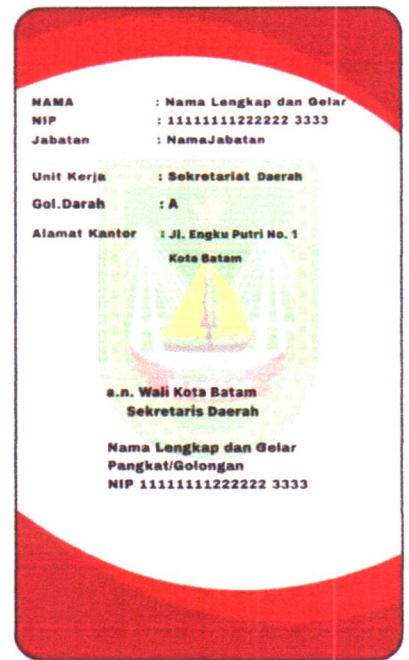 NAMA : Nama Lengkap dan Gelar
NIP : 11111111222222 3333
Jabatan : NamaJabatan
Unit Kerja : Sekretariat Daerah
Gol.Darah : A
Alamat Kantor : Jl. Engku Putri No. 1
Kota Batam
a.n. Wali Kota Batam
Sekretaris Daerah
Nama Lengkap dan Gelar
Pangkat/Golongan
NIP 11111111222222 3333